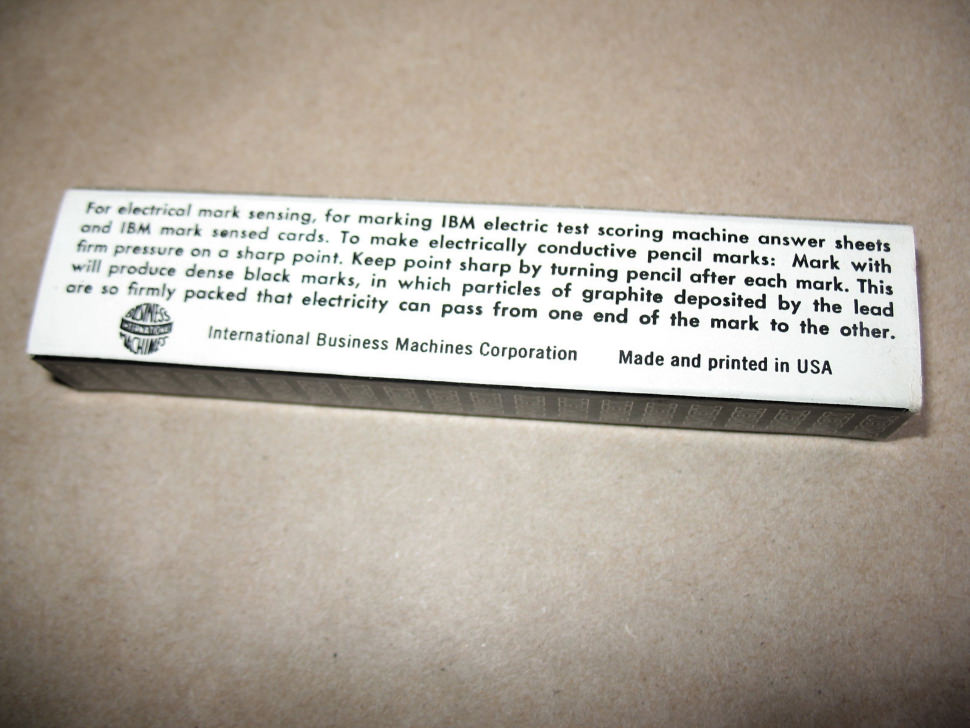 For electrical mark sensing, for marking IBM electric test scoring machine answer sheets
and IBM mark sensed cards. To make electrically conductive pencil marks: Mark with
firm pressure on a sharp point. Keep point sharp by turning pencil after each mark. This
will produce dense black marks, in which particles of graphite deposited by the lead
are so firmly packed that electricity can pass from one end of the mark to the other.
BUSINESS
INTERNATIONAL
MACHINES
International Business Machines Corporation Made and printed in USA